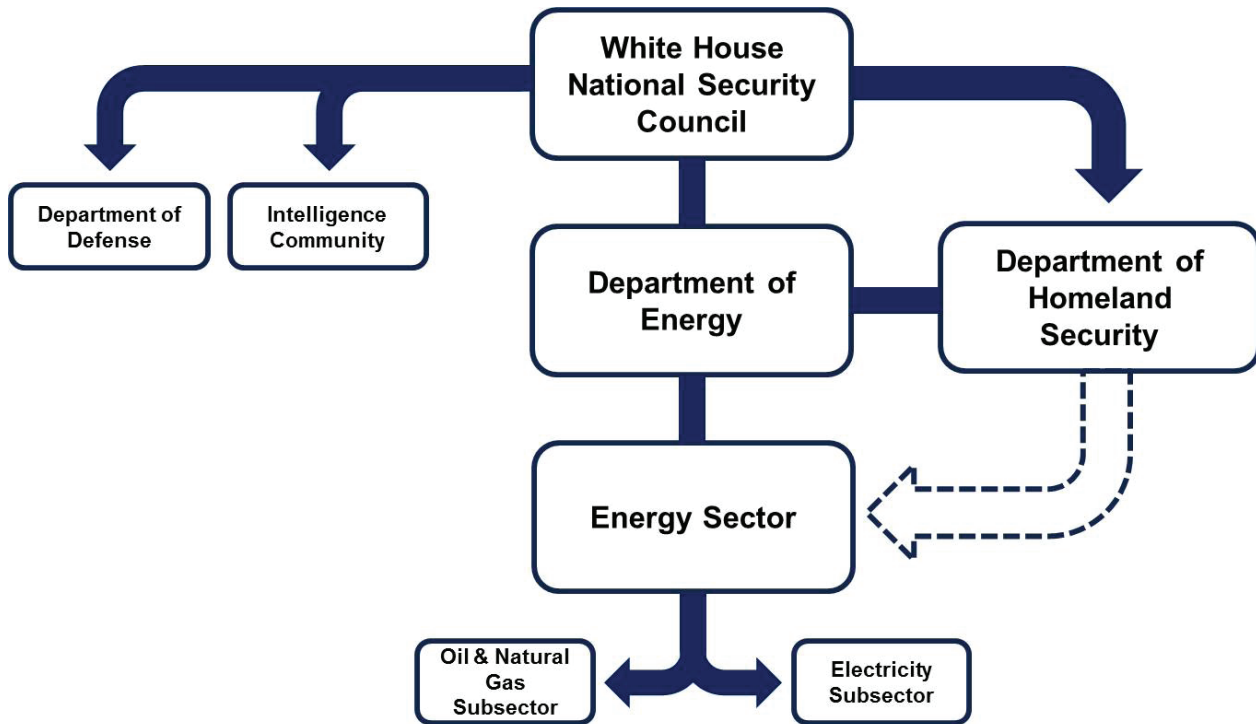 White House
National Security
Council
Department of
Defense
Intelligence
Community
Department of
Energy
Department of
Homeland
Security
Energy Sector
Oil & Natural
Gas
Subsector
Electricity
Subsector